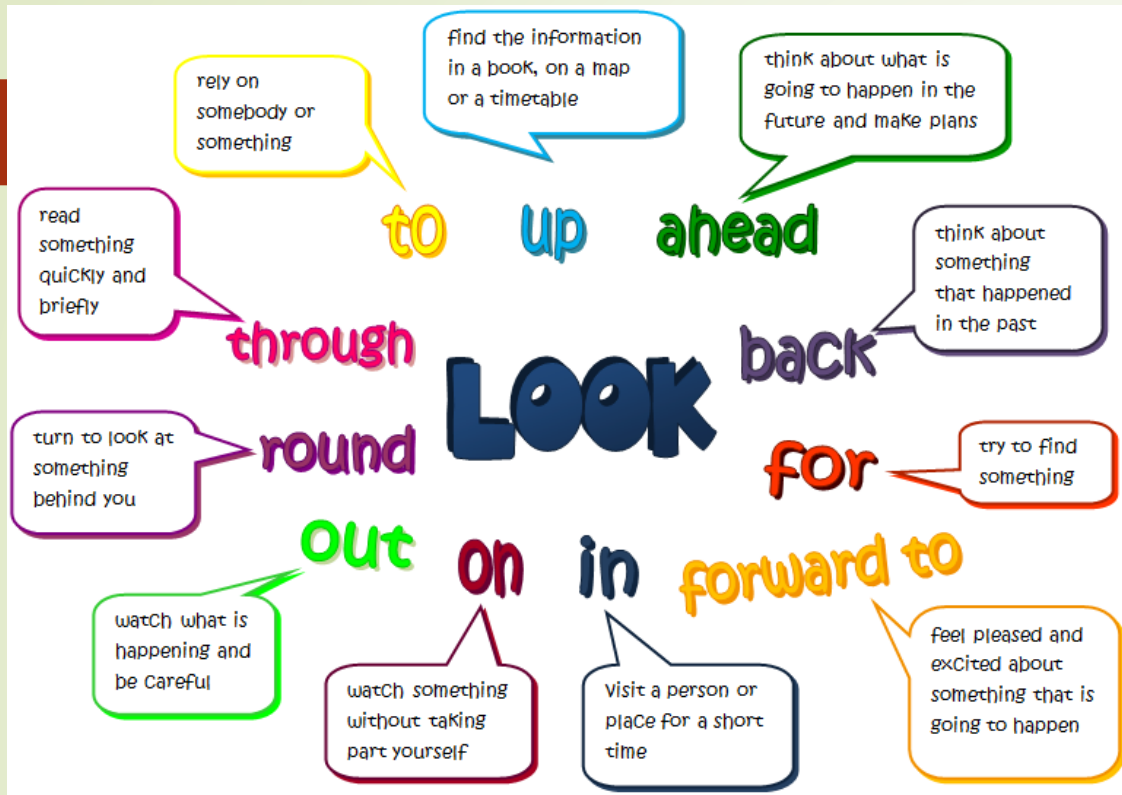 find the information
in a book, on a map
or a timetable
think about what is
going to happen in the
future and make plans
rely on
somebody or
something
to
up
ahead
read
something
quickly and
briefly
think about
something
that happened
in the past
through
LOOK
back
turn to look at
something
behind you
round
for
try to find
something
out
on
in
forward to
watch what is
happening and
be careful
watch something
without taking
part yourself
visit a person or
place for a short
time
feel pleased and
excited about
something that is
going to happen